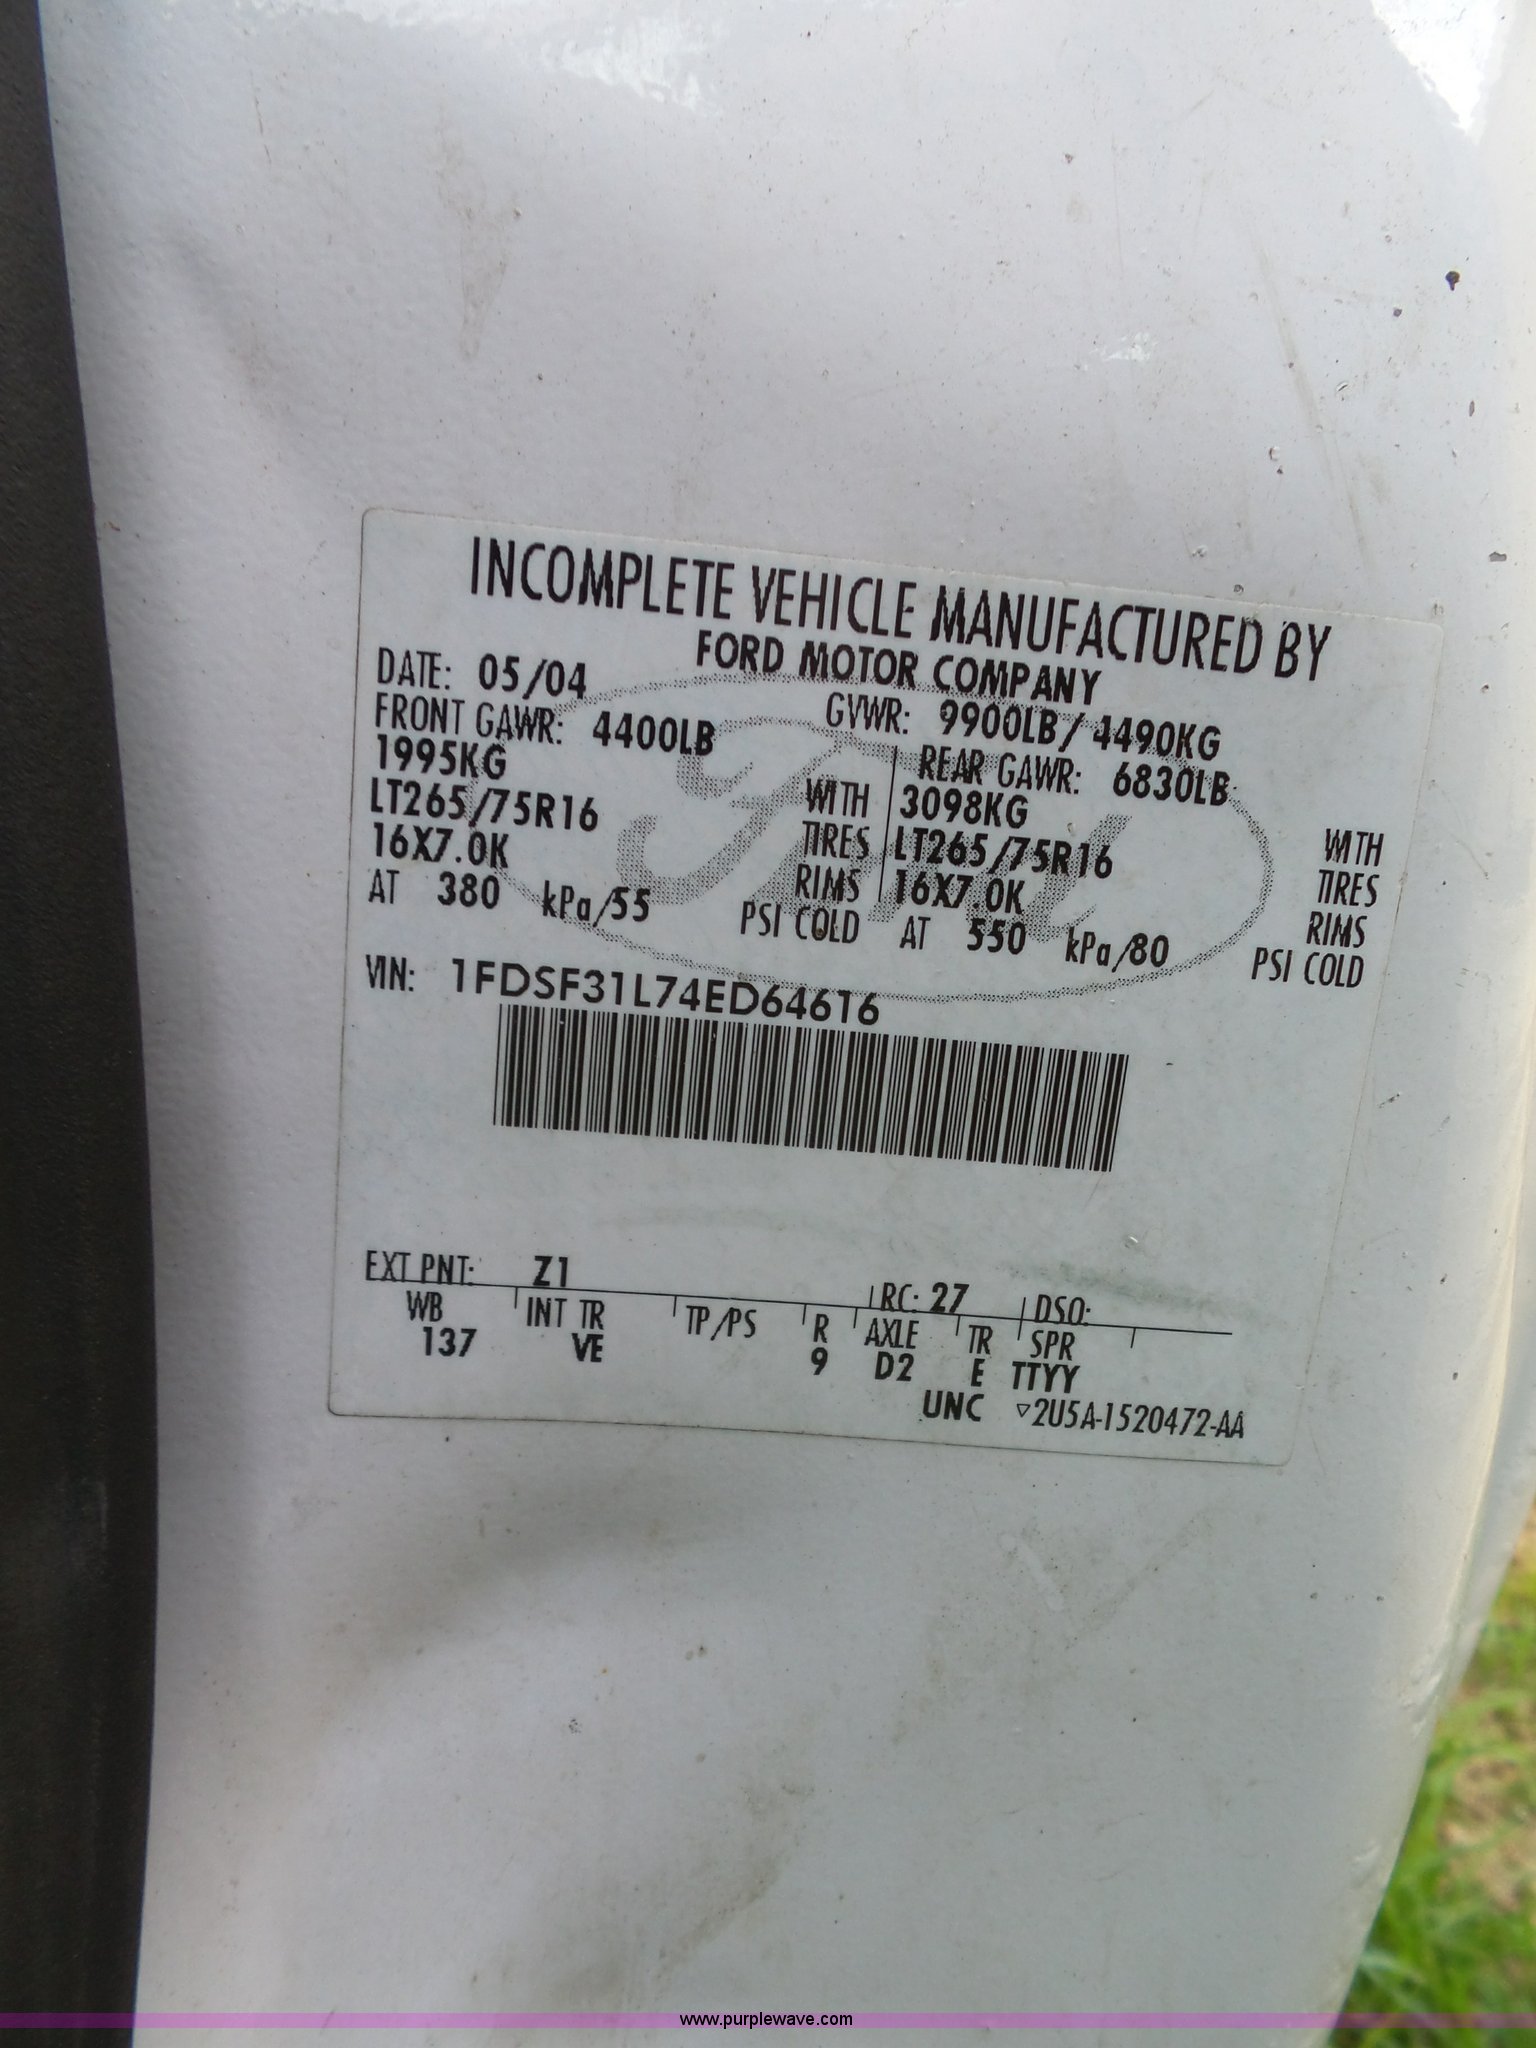 INCOMPLETE VEHICLE MANUFACTURED BY
FORD MOTOR COMPANY
DATE: 05/04 GVWR: 9900LB/ 4490KG
FRONT GAWR: 4400LB REAR GAWR: 6830LB
1995KG WITH 3098KG WITH
LT265/75R16 TIRES LT265/75R16 TIRES
16X7.0K RIMS 16X7.0K RIMS
AT 380 kPa/55 PSI COLD AT 550 kPa/80 PSI COLD
VIN: 1FDSF31L74ED64616
EXT PNT: Z1 RC: 27 DSO:
WB INT TR TP/PS R AXLE TR SPR
137 VE 9 D2 E TTYY
UNC ▽2U5A-1520472-AA
www.purplewave.com